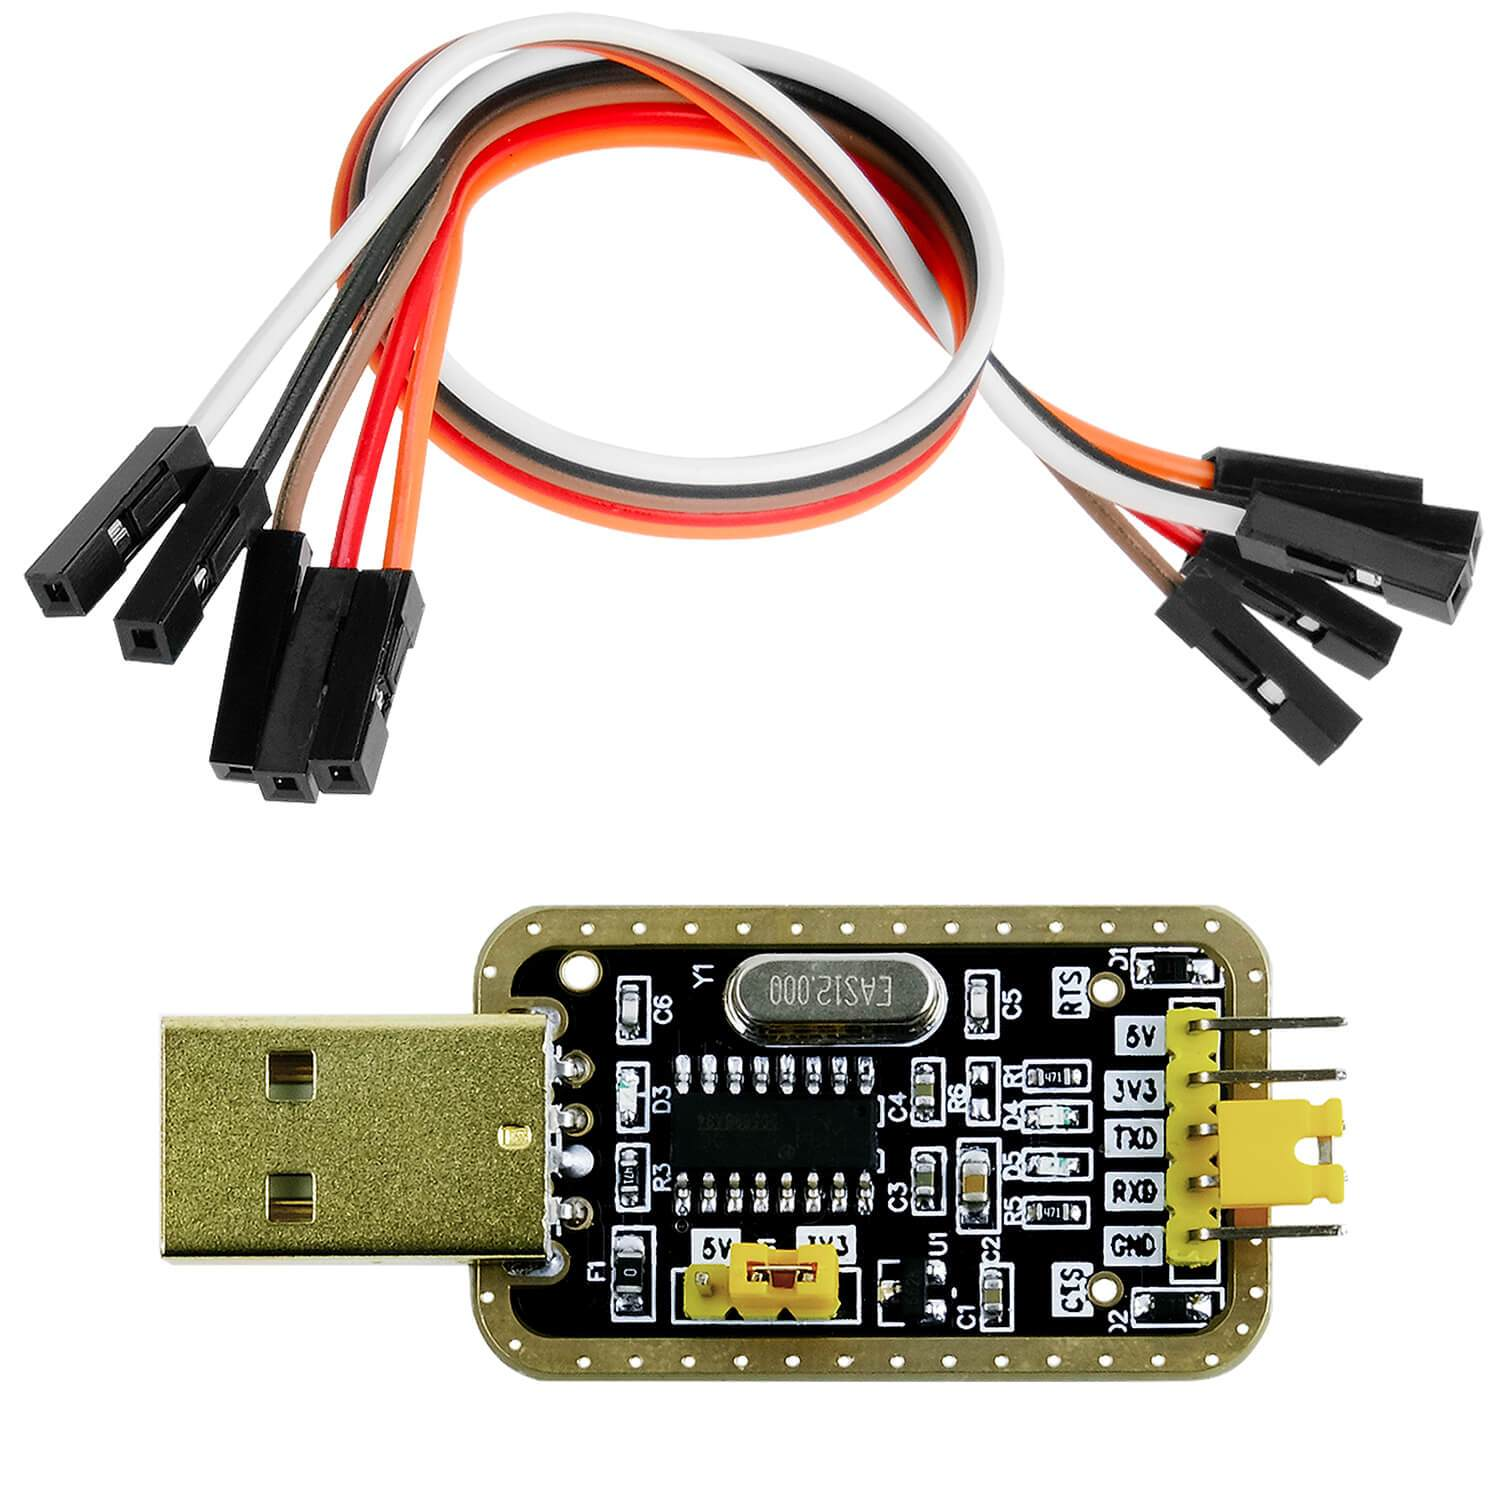 Y1
EAS12.000
C6
C5
RTS
D1
5V
3V3
TXD
RXD
GND
D3
C4
R6
R1
471
D4
D5
R3
C3
R5
471
F1
0
5V
3V3
U1
C2
C1
CTS
D2